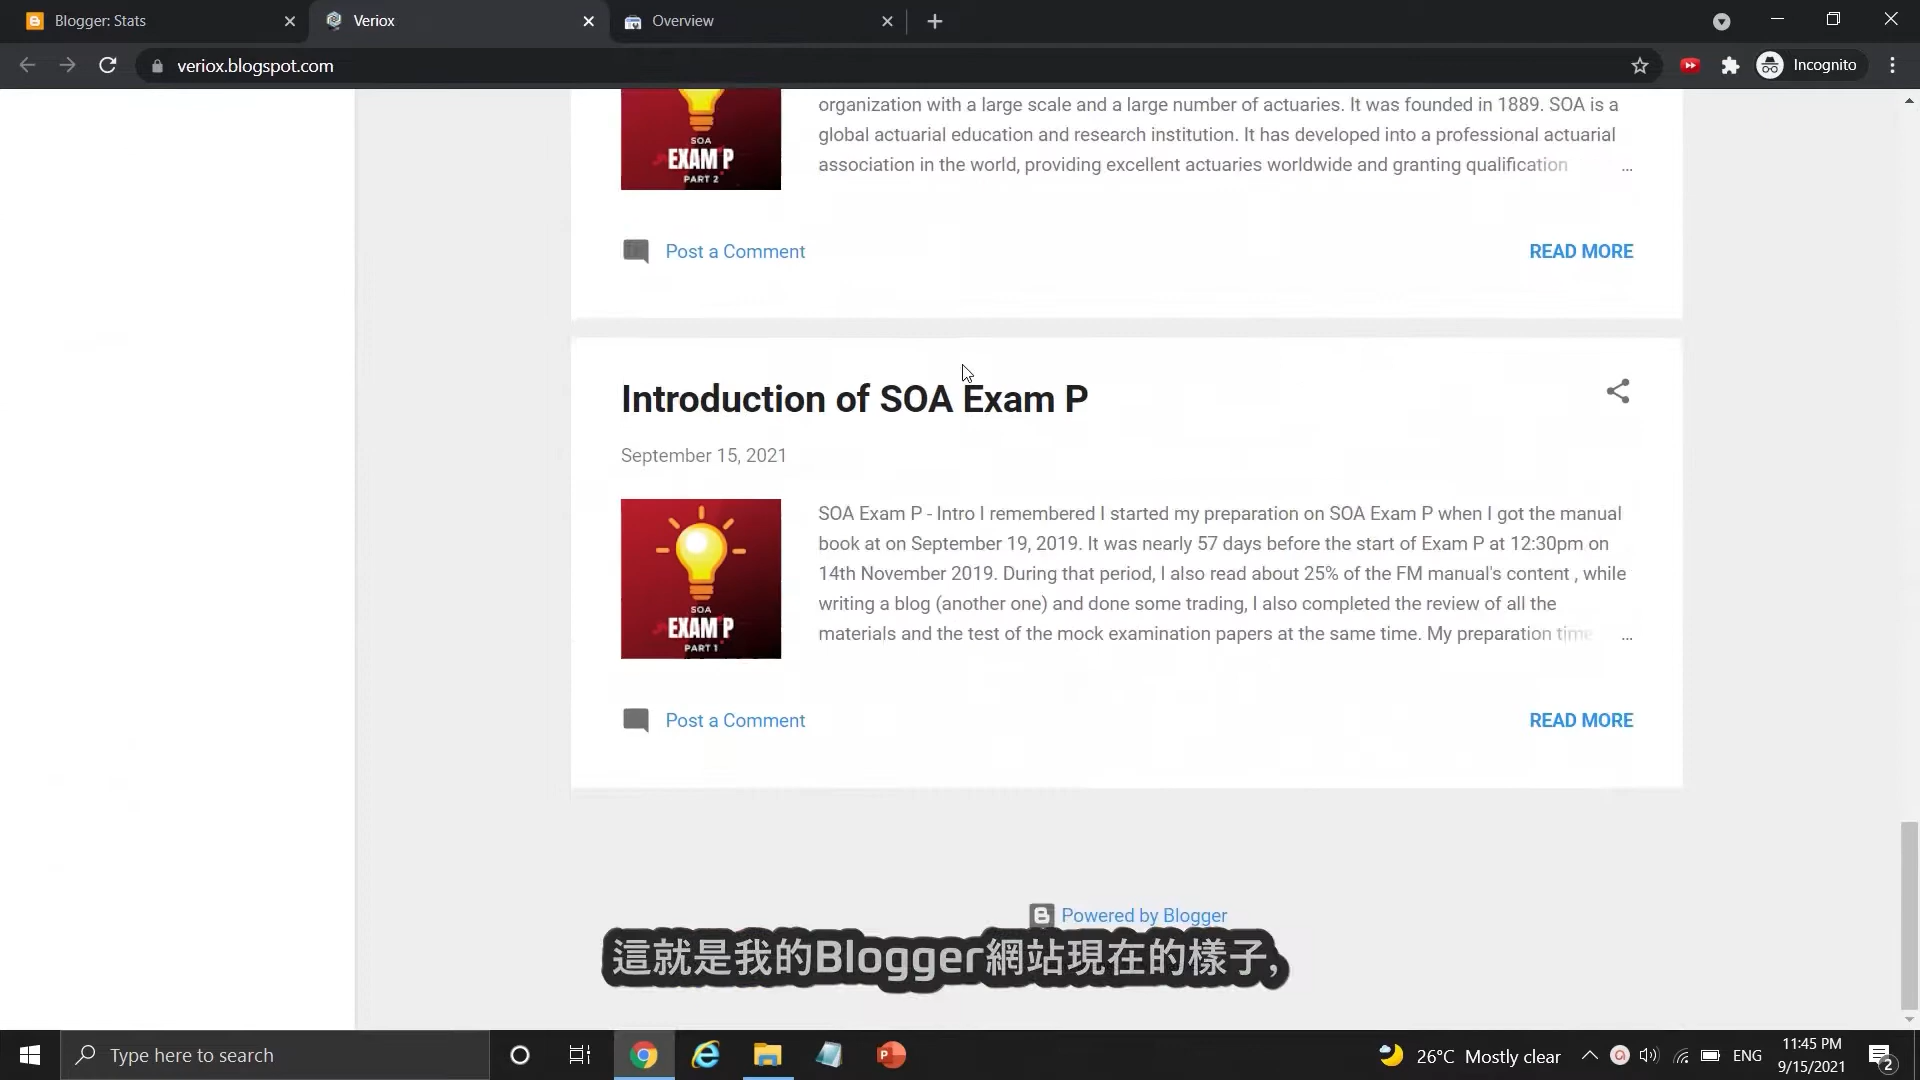 Blogger: Stats
Veriox
Overview
veriox.blogspot.com
Incognito
organization with a large scale and a large number of actuaries. It was founded in 1889. SOA is a
global actuarial education and research institution. It has developed into a professional actuarial
association in the world, providing excellent actuaries worldwide and granting qualification ...
SOA
EXAM P
PART 2
Post a Comment
READ MORE
Introduction of SOA Exam P
September 15, 2021
SOA Exam P - Intro I remembered I started my preparation on SOA Exam P when I got the manual
book at on September 19, 2019. It was nearly 57 days before the start of Exam P at 12:30pm on
14th November 2019. During that period, I also read about 25% of the FM manual's content , while
writing a blog (another one) and done some trading, I also completed the review of all the
materials and the test of the mock examination papers at the same time. My preparation time ...
SOA
EXAM P
PART 1
Post a Comment
READ MORE
Powered by Blogger
這就是我的Blogger網站現在的樣子,
Type here to search
26°C Mostly clear
ENG
11:45 PM
9/15/2021
2